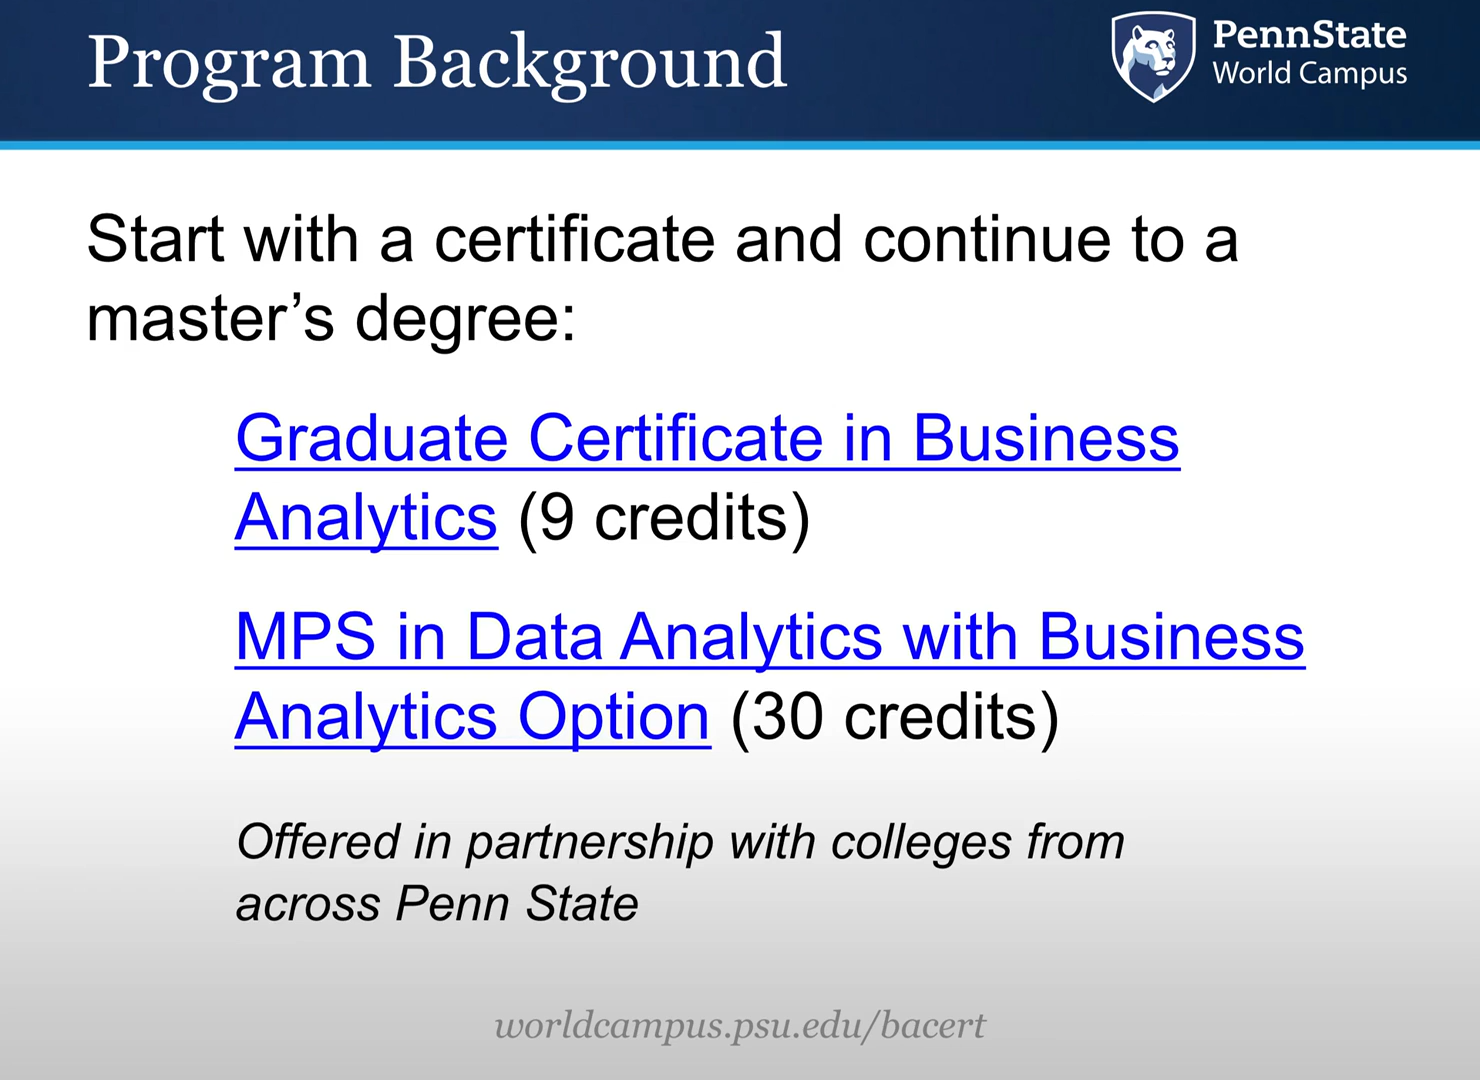 Program Background
PennState
World Campus
Start with a certificate and continue to a
master’s degree:
Graduate Certificate in Business
Analytics (9 credits)
MPS in Data Analytics with Business
Analytics Option (30 credits)
Offered in partnership with colleges from
across Penn State
worldcampus.psu.edu/bacert